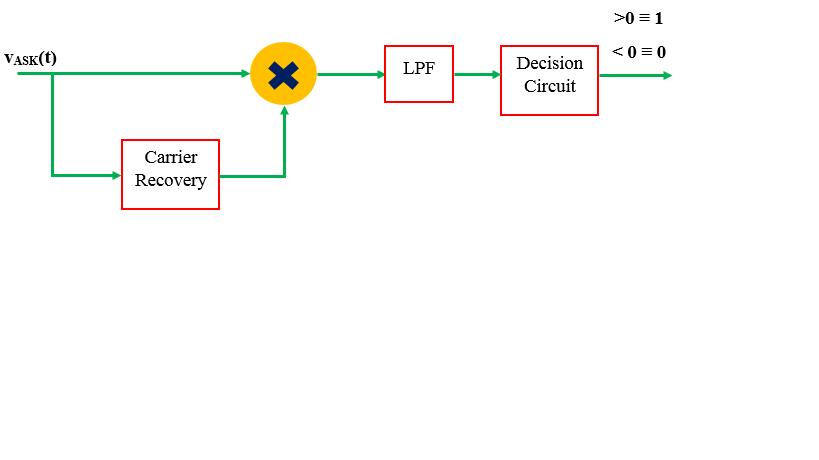 >0 ≡ 1
< 0 ≡ 0
vASK(t)
LPF
Decision
Circuit
Carrier
Recovery